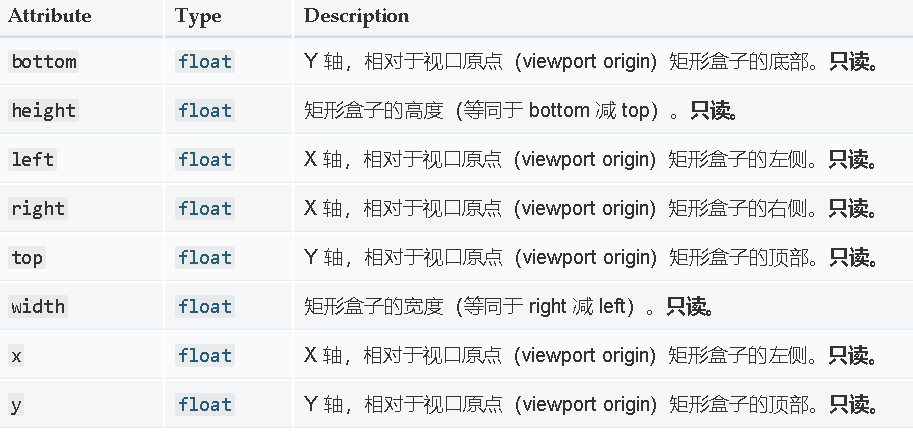 Attribute Type Description
bottom float Y 轴，相对于视口原点（viewport origin）矩形盒子的底部。只读。
height float 矩形盒子的高度（等同于 bottom 减 top）。只读。
left float X 轴，相对于视口原点（viewport origin）矩形盒子的左侧。只读。
right float X 轴，相对于视口原点（viewport origin）矩形盒子的右侧。只读。
top float Y 轴，相对于视口原点（viewport origin）矩形盒子的顶部。只读。
width float 矩形盒子的宽度（等同于 right 减 left）。只读。
x float X 轴，相对于视口原点（viewport origin）矩形盒子的左侧。只读。
y float Y 轴，相对于视口原点（viewport origin）矩形盒子的顶部。只读。